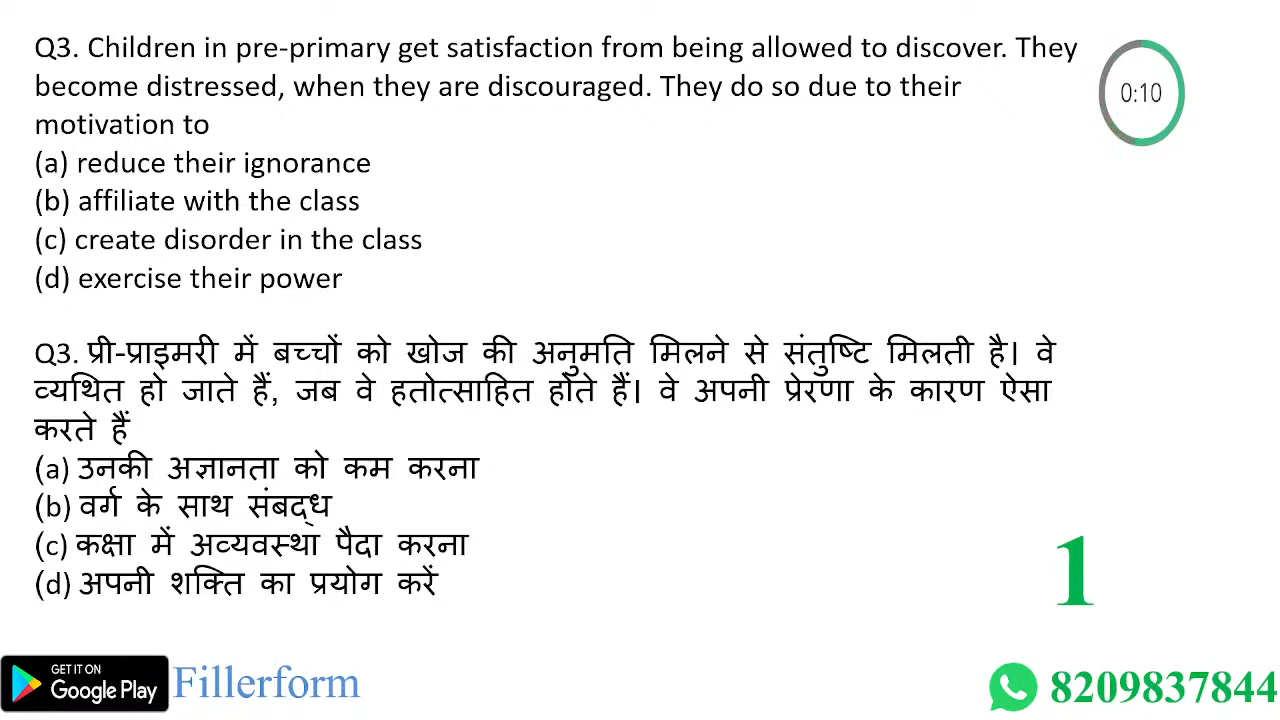 Q3. Children in pre-primary get satisfaction from being allowed to discover. They
become distressed, when they are discouraged. They do so due to their
motivation to
(a) reduce their ignorance
(b) affiliate with the class
(c) create disorder in the class
(d) exercise their power
0:10
Q3. प्री-प्राइमरी में बच्चों को खोज की अनुमति मिलने से संतुष्टि मिलती है। वे
व्यथित हो जाते हैं, जब वे हतोत्साहित होते हैं। वे अपनी प्रेरणा के कारण ऐसा
करते हैं
(a) उनकी अज्ञानता को कम करना
(b) वर्ग के साथ संबद्ध
(c) कक्षा में अव्यवस्था पैदा करना
(d) अपनी शक्ति का प्रयोग करें
1
GET IT ON
Google Play
Fillerform
8209837844